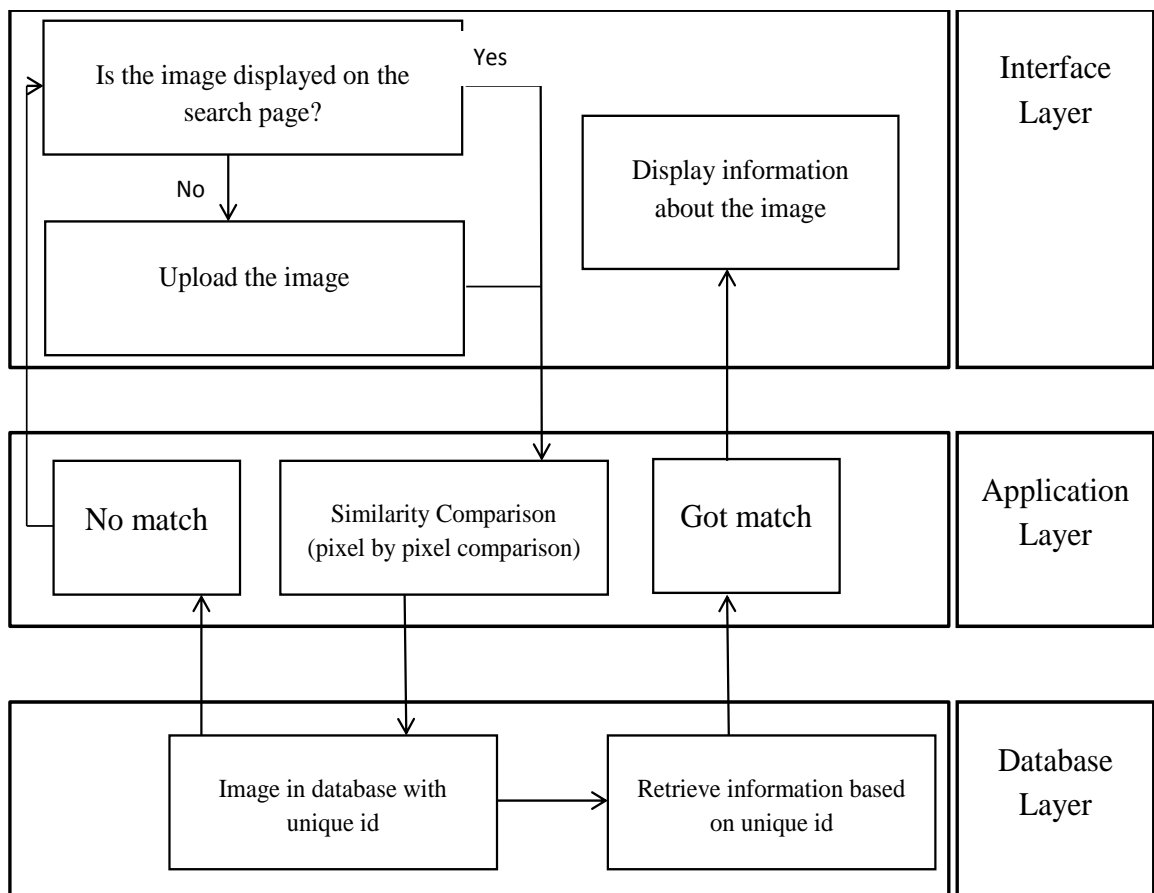 Is the image displayed on the
search page?
Yes
No
Upload the image
Display information
about the image
Interface
Layer
No match
Similarity Comparison
(pixel by pixel comparison)
Got match
Application
Layer
Image in database with
unique id
Retrieve information based
on unique id
Database
Layer